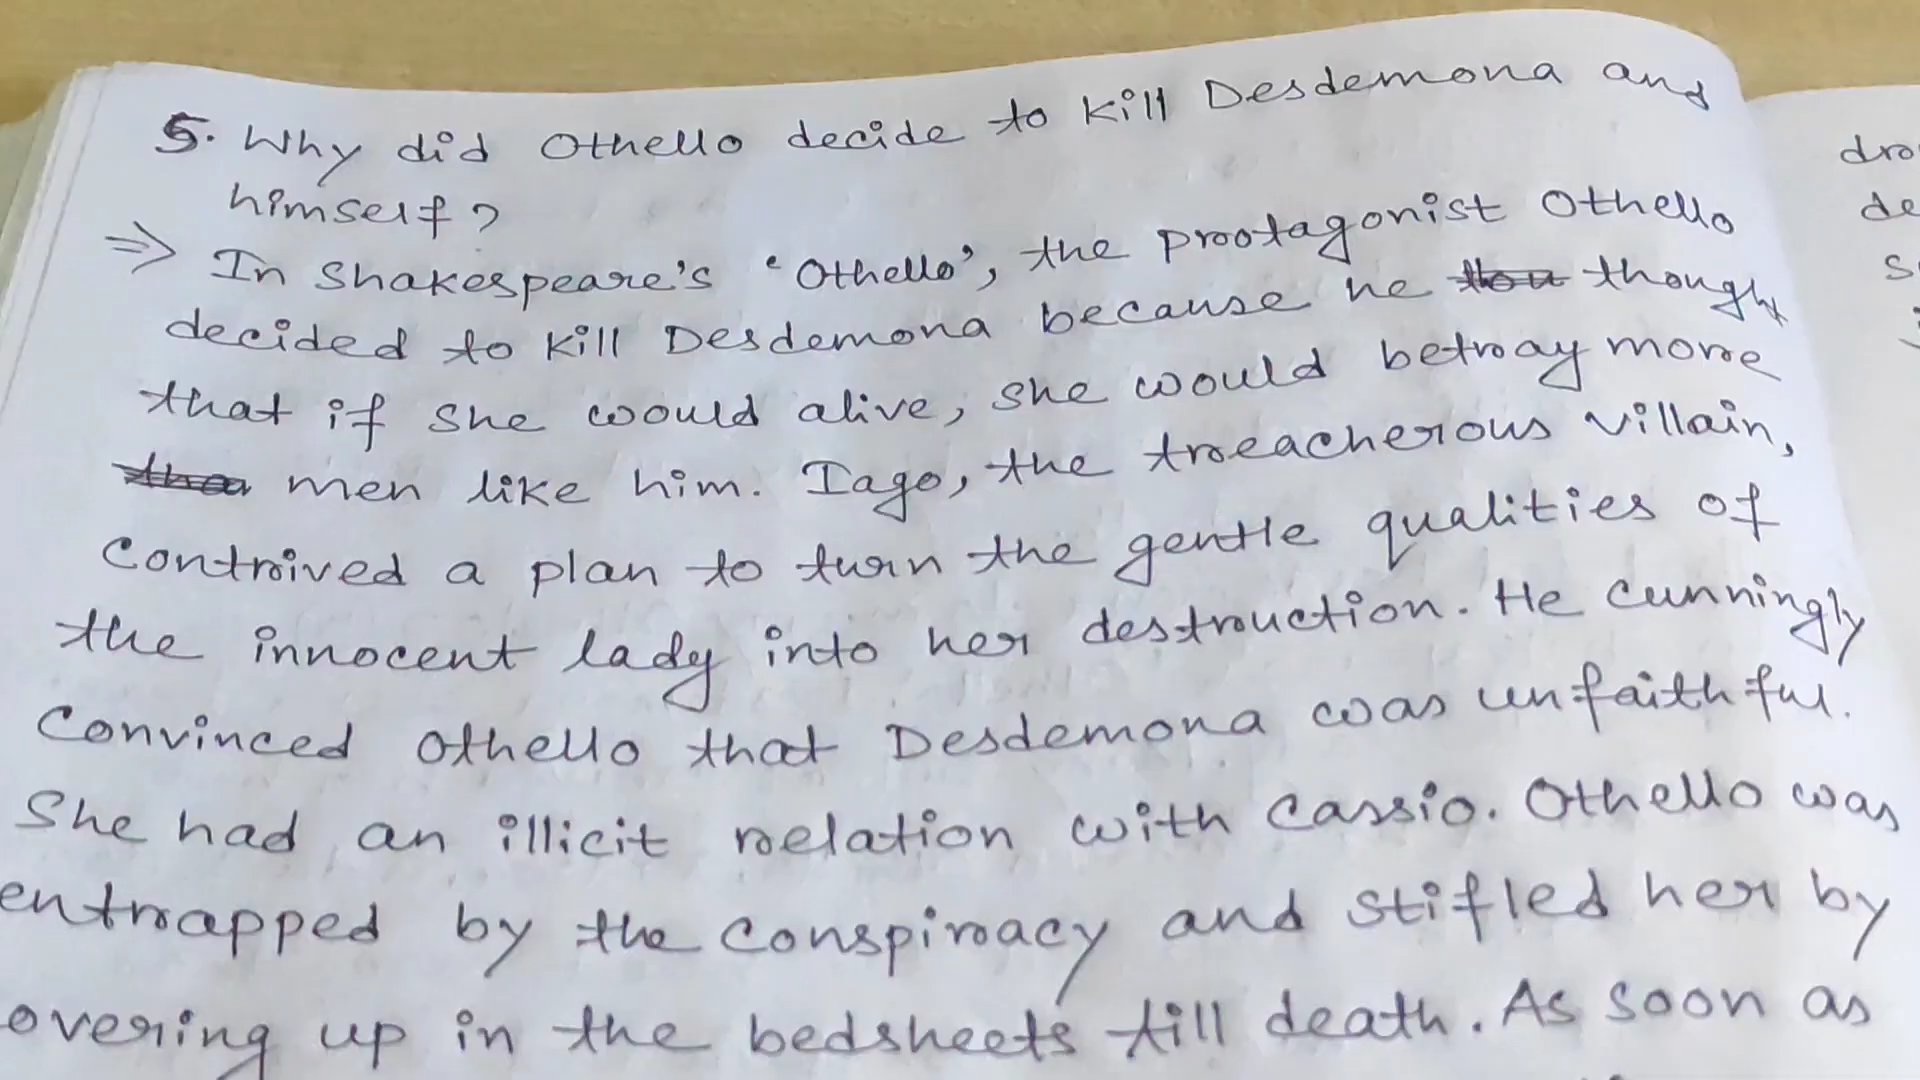 5. Why did Othello decide to kill Desdemona and
himself?
⇒ In Shakespeare's 'Othello', the protagonist Othello
decided to kill Desdemona because he thought
that if she would alive, she would betray more
men like him. Iago, the treacherous villain,
contrived a plan to turn the gentle qualities of
the innocent lady into her destruction. He cunningly
convinced Othello that Desdemona was unfaithful.
She had an illicit relation with Cassio. Othello was
entrapped by the conspiracy and stifled her by
overing up in the bedsheets till death. As soon as